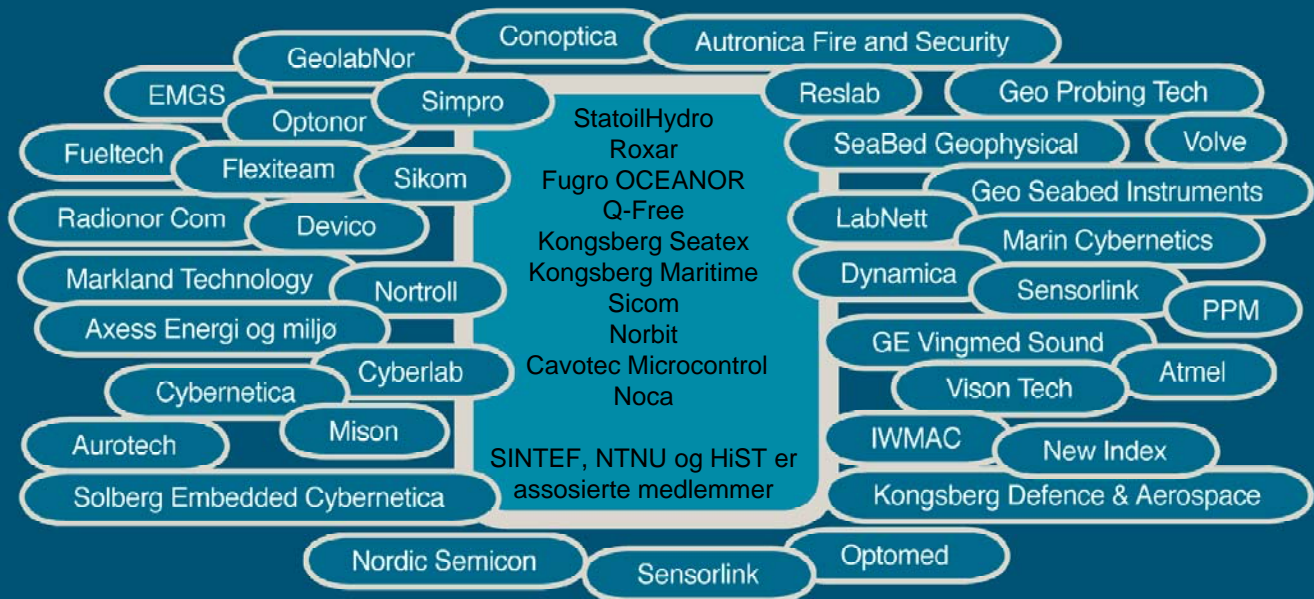 Conoptica
Autronica Fire and Security
GeolabNor
EMGS
Simpro
Reslab
Geo Probing Tech
Optonor
Fueltech
Flexiteam
Sikom
SeaBed Geophysical
Volve
Radionor Com
Devico
Geo Seabed Instruments
LabNett
Marin Cybernetics
Markland Technology
Nortroll
Dynamica
Sensorlink
PPM
Axess Energi og miljø
GE Vingmed Sound
Cyberlab
Atmel
Cybernetica
Vison Tech
Mison
Aurotech
IWMAC
New Index
Solberg Embedded Cybernetica
Kongsberg Defence & Aerospace
Nordic Semicon
Sensorlink
Optomed
StatoilHydro
Roxar
Fugro OCEANOR
Q-Free
Kongsberg Seatex
Kongsberg Maritime
Sicom
Norbit
Cavotec Microcontrol
Noca
SINTEF, NTNU og HiST er
assosierte medlemmer